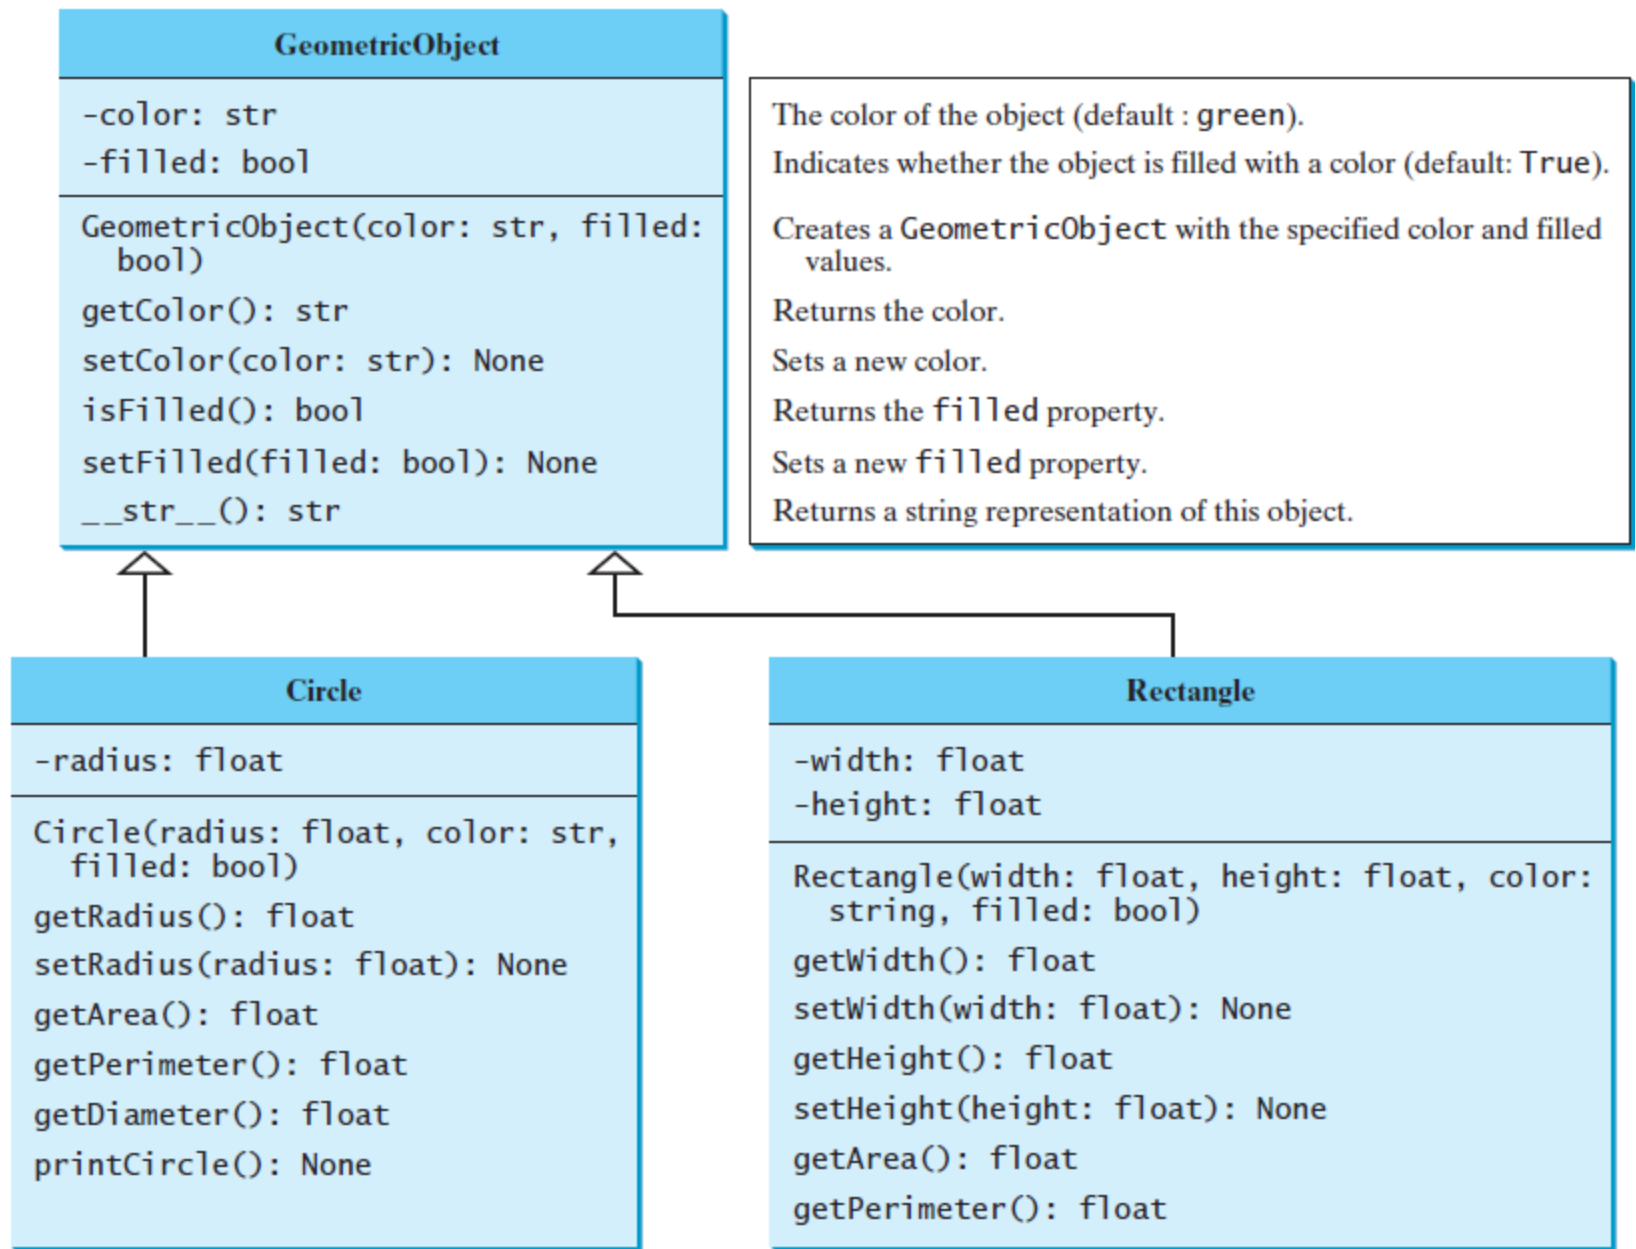 GeometricObject
-color: str
-filled: bool
GeometricObject(color: str, filled:
bool)
getColor(): str
setColor(color: str): None
isFilled(): bool
setFilled(filled: bool): None
__str__(): str
The color of the object (default : green).
Indicates whether the object is filled with a color (default: True).
Creates a GeometricObject with the specified color and filled
values.
Returns the color.
Sets a new color.
Returns the filled property.
Sets a new filled property.
Returns a string representation of this object.
Circle
-radius: float
Circle(radius: float, color: str,
filled: bool)
getRadius(): float
setRadius(radius: float): None
getArea(): float
getPerimeter(): float
getDiameter(): float
printCircle(): None
Rectangle
-width: float
-height: float
Rectangle(width: float, height: float, color:
string, filled: bool)
getWidth(): float
setWidth(width: float): None
getHeight(): float
setHeight(height: float): None
getArea(): float
getPerimeter(): float